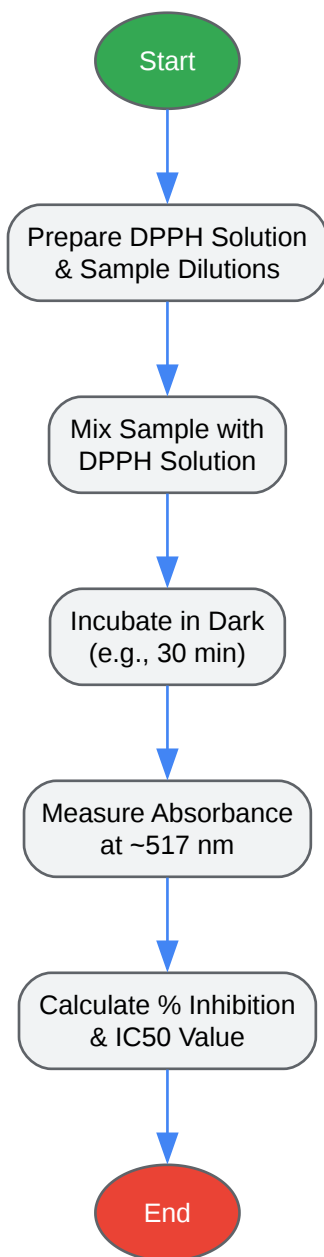 Start
Prepare DPPH Solution
& Sample Dilutions
Mix Sample with
DPPH Solution
Incubate in Dark
(e.g., 30 min)
Measure Absorbance
at ~517 nm
Calculate % Inhibition
& IC50 Value
End